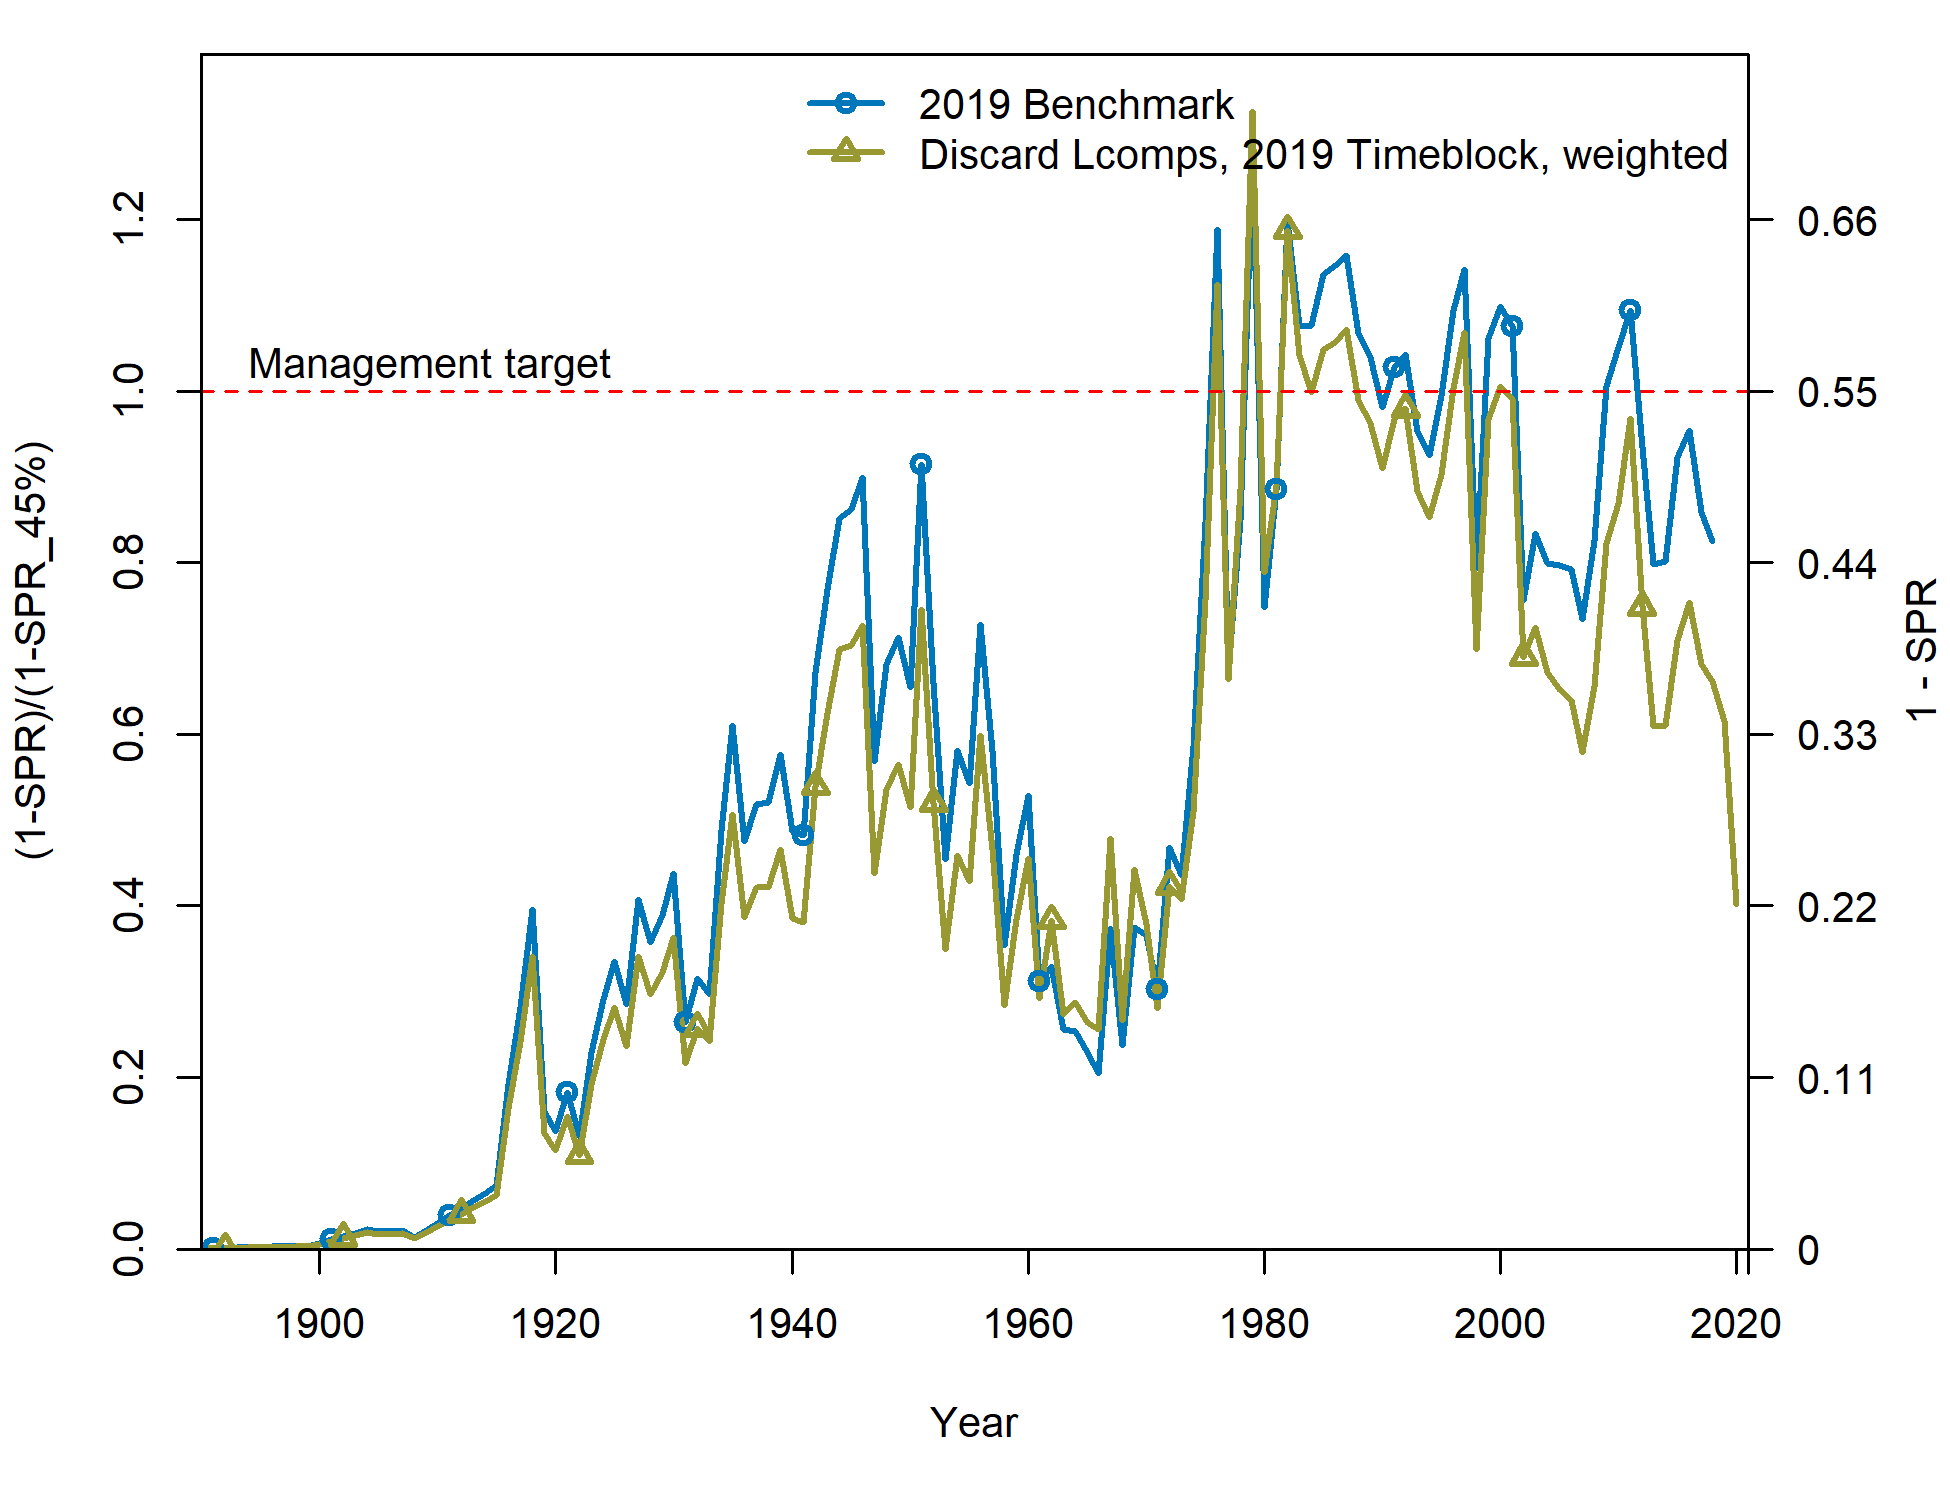 2019 Benchmark
Discard Lcomps, 2019 Timeblock, weighted
Management target
(1-SPR)/(1-SPR_45%)
1.2
1.0
0.8
0.6
0.4
0.2
0.0
0.66
0.55
0.44
0.33
0.22
0.11
0
1 - SPR
1900 1920 1940 1960 1980 2000 2020
Year